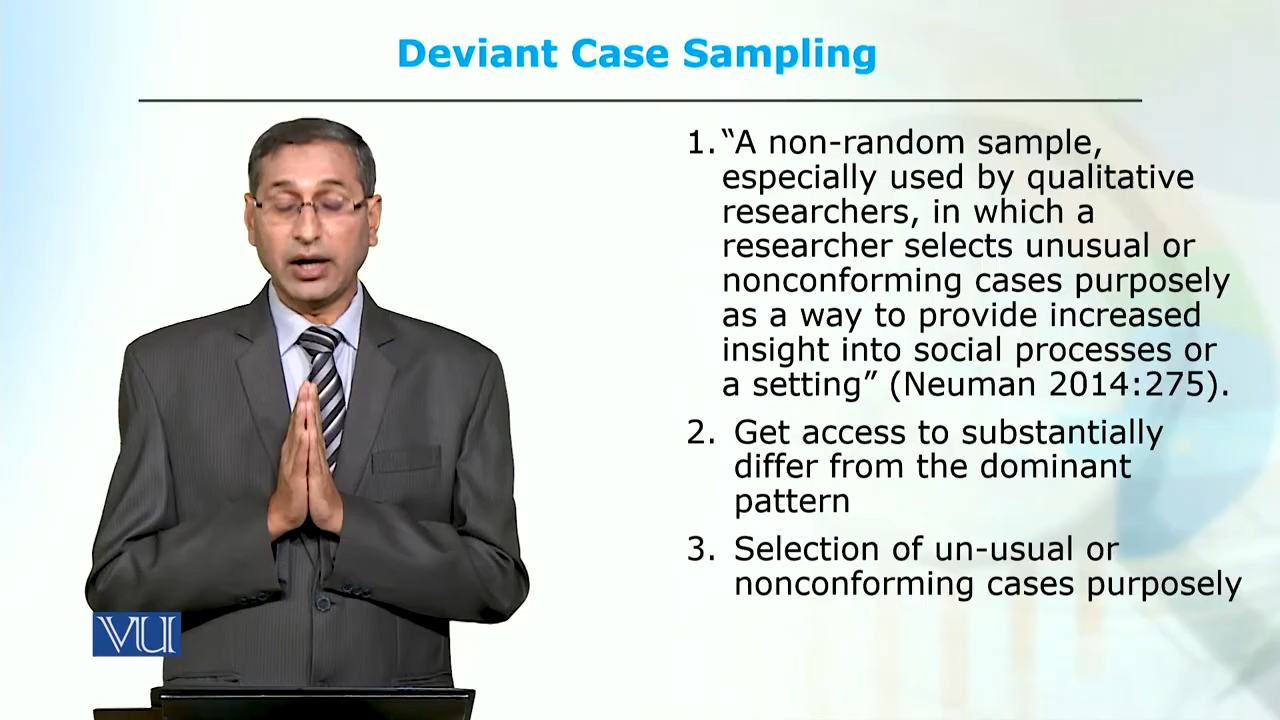 Deviant Case Sampling
1. “A non-random sample,
especially used by qualitative
researchers, in which a
researcher selects unusual or
nonconforming cases purposely
as a way to provide increased
insight into social processes or
a setting” (Neuman 2014:275).
2. Get access to substantially
differ from the dominant
pattern
3. Selection of un-usual or
nonconforming cases purposely
VU